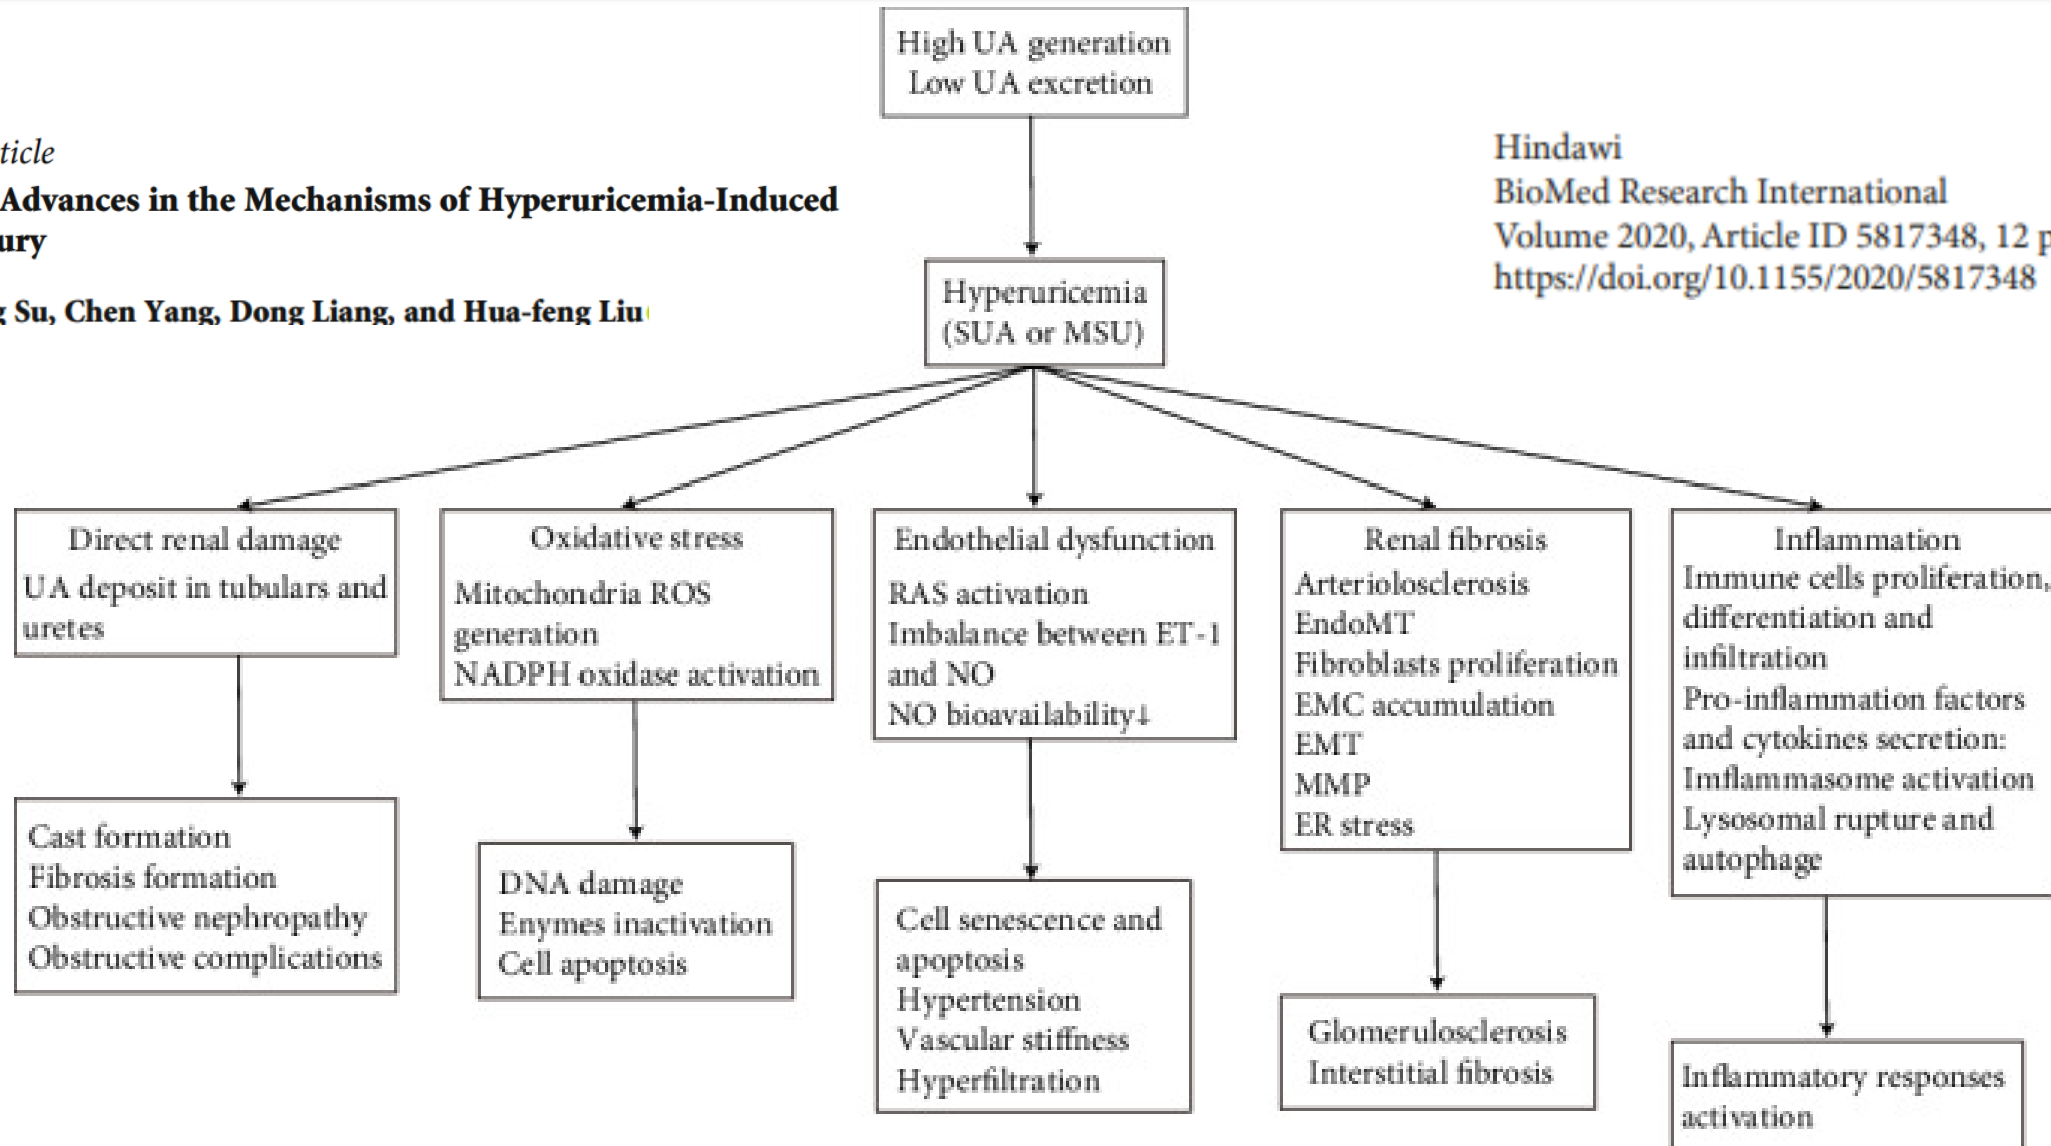 High UA generation
Low UA excretion
ticle
Advances in the Mechanisms of Hyperuricemia-Induced
ury
g Su, Chen Yang, Dong Liang, and Hua-feng Liu
Hindawi
BioMed Research International
Volume 2020, Article ID 5817348, 12 p
https://doi.org/10.1155/2020/5817348
Hyperuricemia
(SUA or MSU)
Direct renal damage
UA deposit in tubulars and
uretes
Cast formation
Fibrosis formation
Obstructive nephropathy
Obstructive complications
Oxidative stress
Mitochondria ROS
generation
NADPH oxidase activation
DNA damage
Enymes inactivation
Cell apoptosis
Endothelial dysfunction
RAS activation
Imbalance between ET-1
and NO
NO bioavailability↓
Cell senescence and
apoptosis
Hypertension
Vascular stiffness
Hyperfiltration
Renal fibrosis
Arteriolosclerosis
EndoMT
Fibroblasts proliferation
EMC accumulation
EMT
MMP
ER stress
Glomerulosclerosis
Interstitial fibrosis
Inflammation
Immune cells proliferation,
differentiation and
infiltration
Pro-inflammation factors
and cytokines secretion:
Imflammasome activation
Lysosomal rupture and
autophage
Inflammatory responses
activation